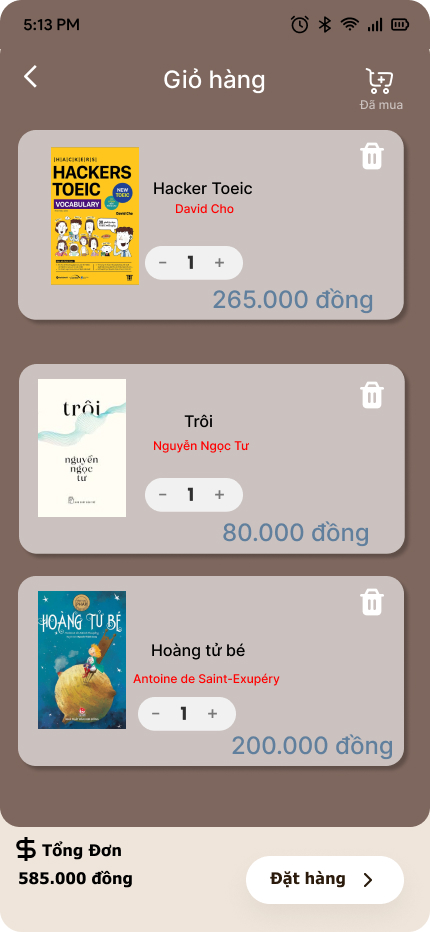 5:13 PM
Giỏ hàng
Đã mua
[H|A|C|K|E|R|S]
HACKERS
TOEIC
NEW
TOEIC
VOCABULARY
David Cho
Hacker Toeic
David Cho
- 1 +
265.000 đồng
trôi
nguyễn
ngọc
tư
Trôi
Nguyễn Ngọc Tư
- 1 +
80.000 đồng
HOÀNG TỬ BÉ
Hoàng tử bé
Antoine de Saint-Exupéry
- 1 +
200.000 đồng
Tổng Đơn
585.000 đồng
Đặt hàng